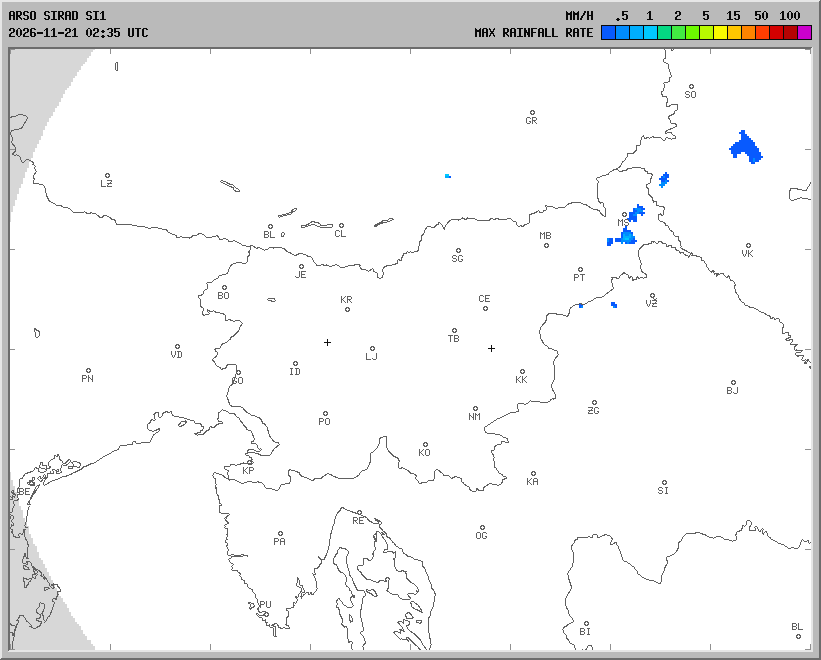 ARSO SIRAD SI1
2026-11-21 02:35 UTC
MM/H .5 1 2 5 15 50 100
MAX RAINFALL RATE
SO
GR
LZ
MS
BL
CL
MB
VK
SG
JE
PT
BO
KR
CE
VŽ
TB
VD
LJ
ID
GO
KK
PN
BJ
NM
ZG
PO
KO
KP
KA
BE
SI
RE
PA
OG
PU
BI
BL